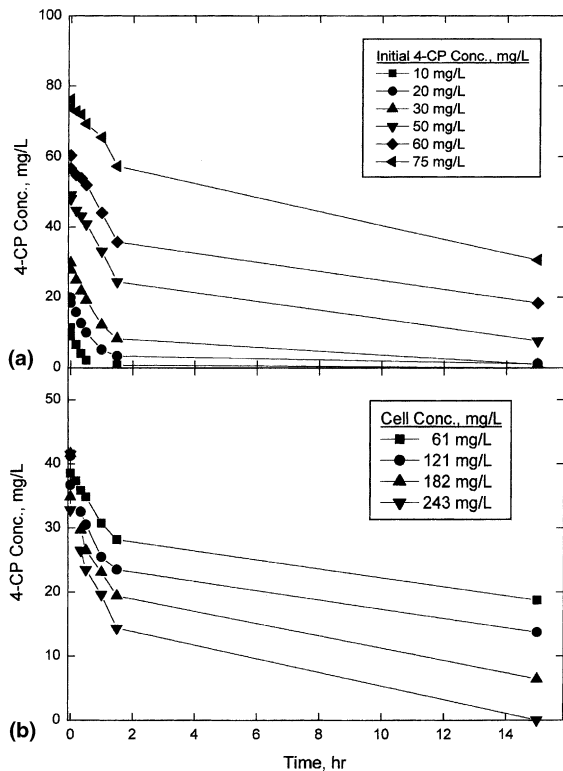 100
80
60
40
20
0
4-CP Conc., mg/L
Initial 4-CP Conc., mg/L
10 mg/L
20 mg/L
30 mg/L
50 mg/L
60 mg/L
75 mg/L
(a)
50
40
30
20
10
0
4-CP Conc., mg/L
Cell Conc., mg/L
61 mg/L
121 mg/L
182 mg/L
243 mg/L
(b)
0 2 4 6 8 10 12 14
Time, hr